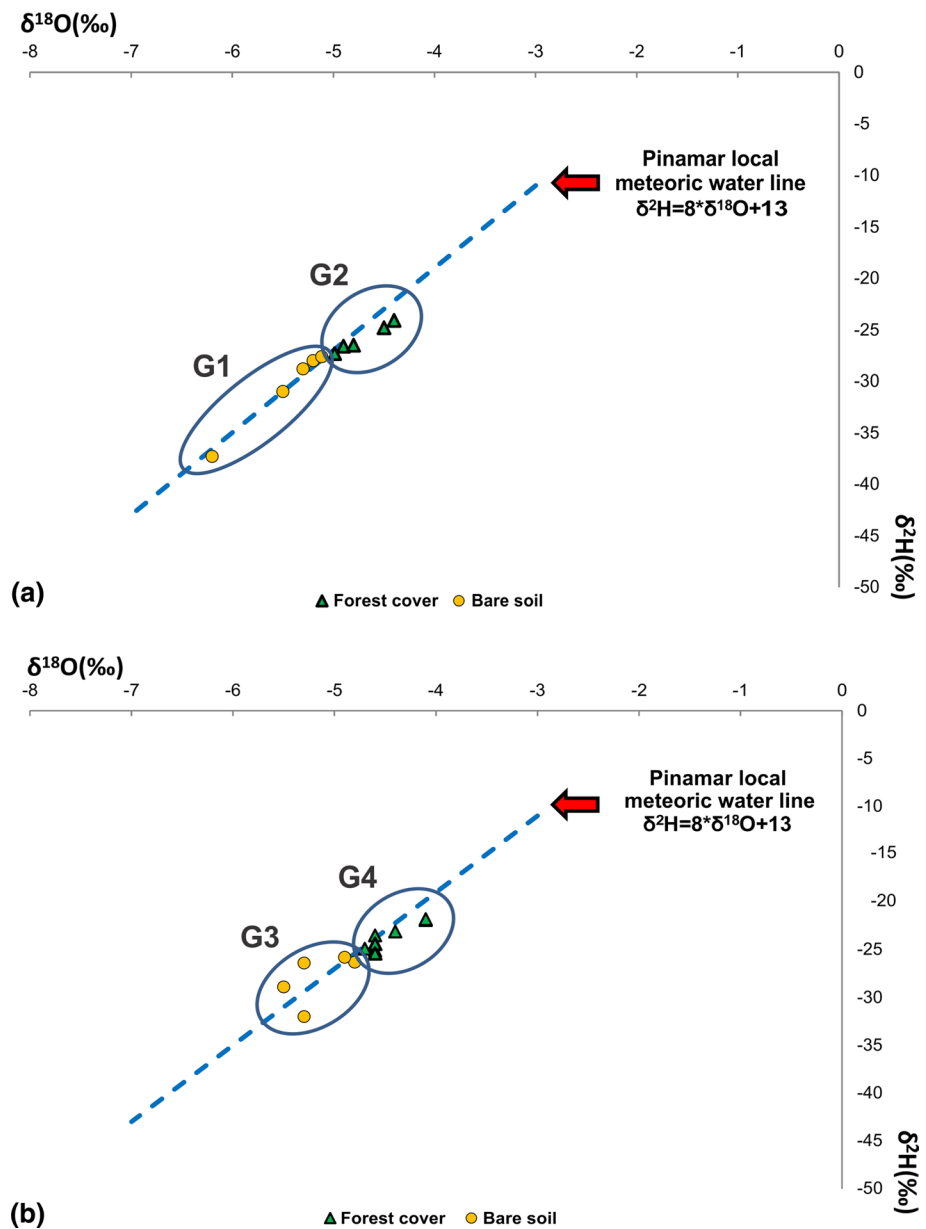 δ¹⁸O(‰)
-8 -7 -6 -5 -4 -3 -2 -1 0
0
-5
-10
-15
-20
-25
-30
-35
-40
-45
-50
Pinamar local
meteoric water line
δ²H=8*δ¹⁸O+13
G2
G1
δ²H(‰)
(a)
Forest cover Bare soil
δ¹⁸O(‰)
-8 -7 -6 -5 -4 -3 -2 -1 0
0
-5
-10
-15
-20
-25
-30
-35
-40
-45
-50
Pinamar local
meteoric water line
δ²H=8*δ¹⁸O+13
G4
G3
δ²H(‰)
(b)
Forest cover Bare soil